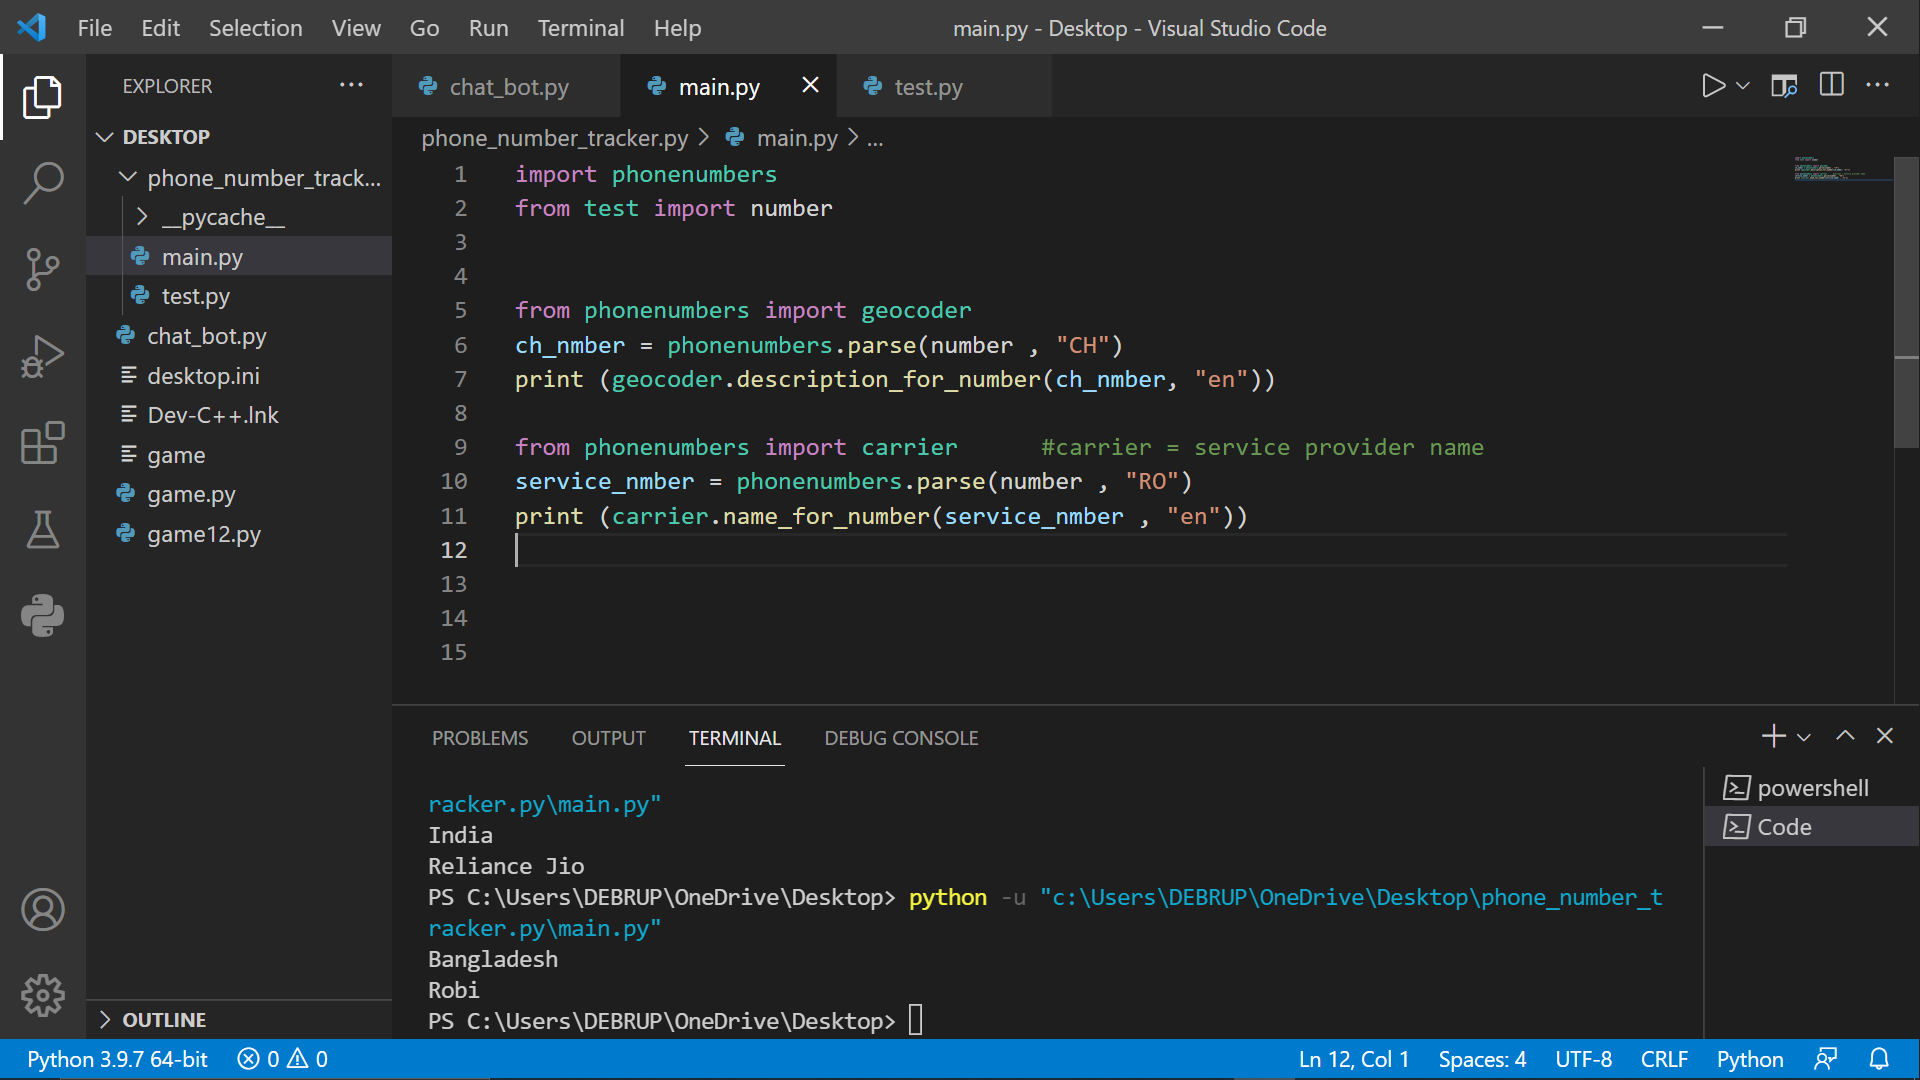 File Edit Selection View Go Run Terminal Help
main.py - Desktop - Visual Studio Code
EXPLORER
DESKTOP
phone_number_track...
__pycache__
main.py
test.py
chat_bot.py
desktop.ini
Dev-C++.lnk
game
game.py
game12.py
OUTLINE
chat_bot.py
main.py
test.py
phone_number_tracker.py > main.py > ...
1 import phonenumbers
2 from test import number
3
4
5 from phonenumbers import geocoder
6 ch_nmber = phonenumbers.parse(number , "CH")
7 print (geocoder.description_for_number(ch_nmber, "en"))
8
9 from phonenumbers import carrier      #carrier = service provider name
10 service_nmber = phonenumbers.parse(number , "RO")
11 print (carrier.name_for_number(service_nmber , "en"))
12
13
14
15
PROBLEMS OUTPUT TERMINAL DEBUG CONSOLE
racker.py\main.py"
India
Reliance Jio
PS C:\Users\DEBRUP\OneDrive\Desktop> python -u "c:\Users\DEBRUP\OneDrive\Desktop\phone_number_t
racker.py\main.py"
Bangladesh
Robi
PS C:\Users\DEBRUP\OneDrive\Desktop>
powershell
Code
Python 3.9.7 64-bit 0 0
Ln 12, Col 1 Spaces: 4 UTF-8 CRLF Python